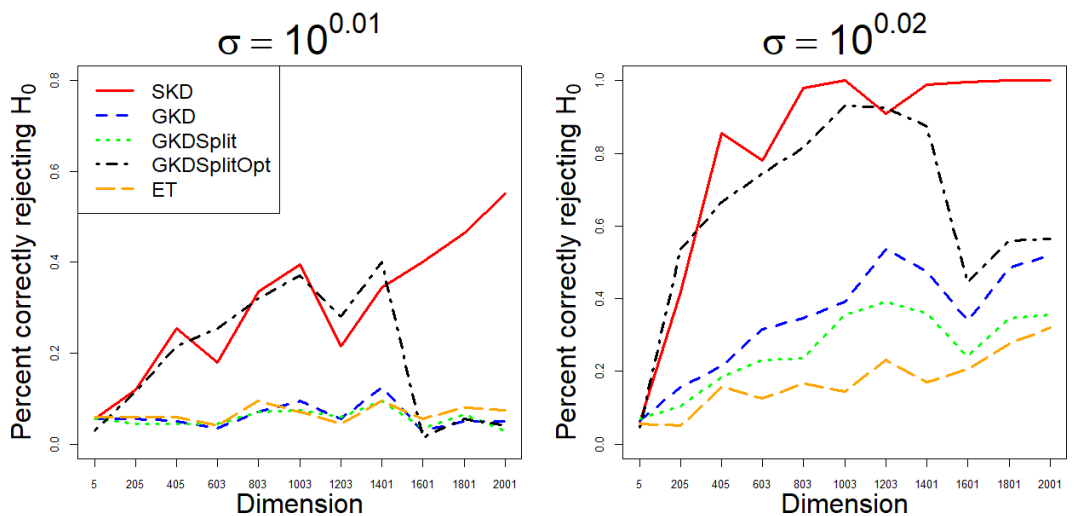 σ = 10^0.01
Percent correctly rejecting H₀
0.8
0.6
0.4
0.2
0.0
SKD
GKD
GKDSplit
GKDSplitOpt
ET
5 205 405 603 803 1003 1203 1401 1601 1801 2001
Dimension
σ = 10^0.02
Percent correctly rejecting H₀
1.0
0.8
0.6
0.4
0.2
0.0
5 205 405 603 803 1003 1203 1401 1601 1801 2001
Dimension